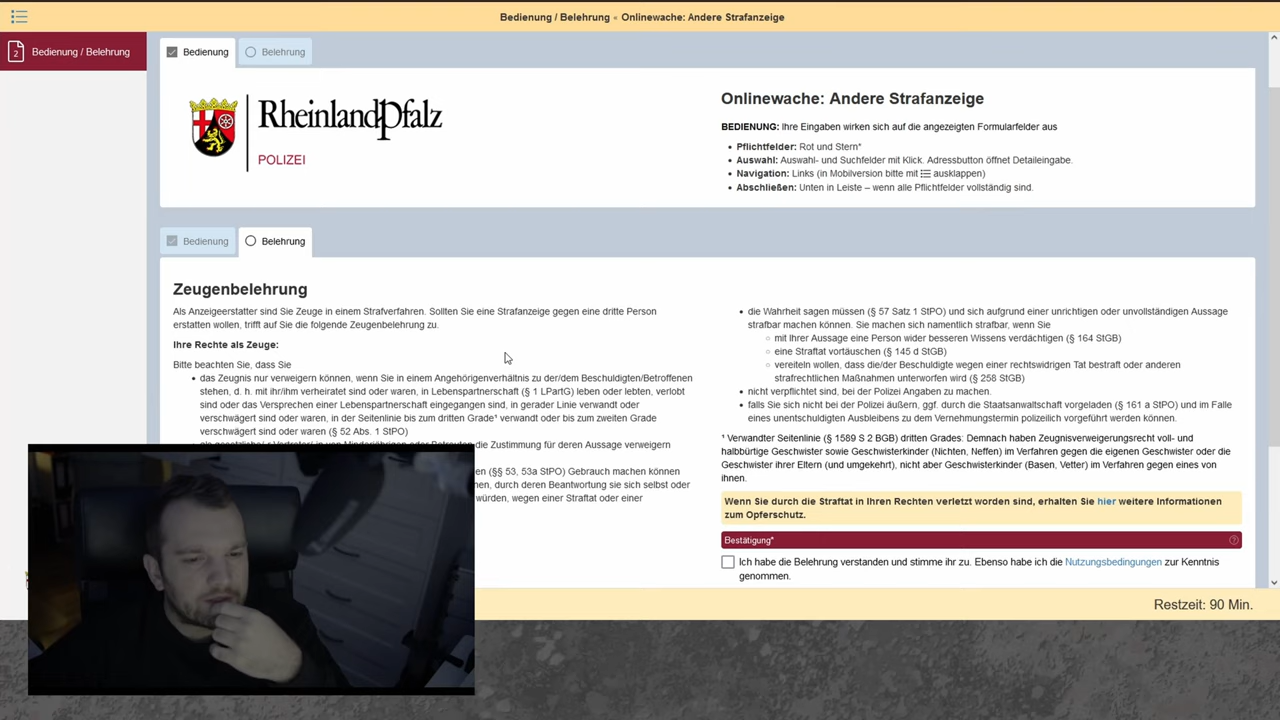 Bedienung / Belehrung « Onlinewache: Andere Strafanzeige
2
Bedienung / Belehrung
Bedienung
Belehrung
RheinlandPfalz
POLIZEI
Onlinewache: Andere Strafanzeige
BEDIENUNG: Ihre Eingaben wirken sich auf die angezeigten Formularfelder aus
• Pflichtfelder: Rot und Stern*
• Auswahl: Auswahl- und Suchfelder mit Klick. Adressbutton öffnet Detaileingabe.
• Navigation: Links (in Mobilversion bitte mit ausklappen)
• Abschließen: Unten in Leiste – wenn alle Pflichtfelder vollständig sind.
Bedienung
Belehrung
Zeugenbelehrung
Als Anzeigeerstatter sind Sie Zeuge in einem Strafverfahren. Sollten Sie eine Strafanzeige gegen eine dritte Person
erstatten wollen, trifft auf Sie die folgende Zeugenbelehrung zu.
Ihre Rechte als Zeuge:
Bitte beachten Sie, dass Sie
• das Zeugnis nur verweigern können, wenn Sie in einem Angehörigenverhältnis zu der/dem Beschuldigten/Betroffenen
stehen, d. h. mit ihr/ihm verheiratet sind oder waren, in Lebenspartnerschaft (§ 1 LPartG) leben oder lebten, verlobt
sind oder das Versprechen einer Lebenspartnerschaft eingegangen sind, in gerader Linie verwandt oder
verschwägert sind oder waren, in der Seitenlinie bis zum dritten Grade¹ verwandt oder bis zum zweiten Grade
verschwägert sind oder waren (§ 52 Abs. 1 StPO)
die Zustimmung für deren Aussage verweigern
en (§§ 53, 53a StPO) Gebrauch machen können
, durch deren Beantwortung sie sich selbst oder
würden, wegen einer Straftat oder einer
• die Wahrheit sagen müssen (§ 57 Satz 1 StPO) und sich aufgrund einer unrichtigen oder unvollständigen Aussage
strafbar machen können. Sie machen sich namentlich strafbar, wenn Sie
◦ mit Ihrer Aussage eine Person wider besseren Wissens verdächtigen (§ 164 StGB)
◦ eine Straftat vortäuschen (§ 145 d StGB)
◦ vereiteln wollen, dass die/der Beschuldigte wegen einer rechtswidrigen Tat bestraft oder anderen
strafrechtlichen Maßnahmen unterworfen wird (§ 258 StGB)
• nicht verpflichtet sind, bei der Polizei Angaben zu machen.
• falls Sie sich nicht bei der Polizei äußern, ggf. durch die Staatsanwaltschaft vorgeladen (§ 161 a StPO) und im Falle
eines unentschuldigten Ausbleibens zu dem Vernehmungstermin polizeilich vorgeführt werden können.
¹ Verwandter Seitenlinie (§ 1589 S 2 BGB) dritten Grades: Demnach haben Zeugnisverweigerungsrecht voll- und
halbbürtige Geschwister sowie Geschwisterkinder (Nichten, Neffen) im Verfahren gegen die eigenen Geschwister oder die
Geschwister ihrer Eltern (und umgekehrt), nicht aber Geschwisterkinder (Basen, Vetter) im Verfahren gegen eines von
ihnen.
Wenn Sie durch die Straftat in Ihren Rechten verletzt worden sind, erhalten Sie hier weitere Informationen
zum Opferschutz.
Bestätigung*
Ich habe die Belehrung verstanden und stimme ihr zu. Ebenso habe ich die Nutzungsbedingungen zur Kenntnis
genommen.
Restzeit: 90 Min.